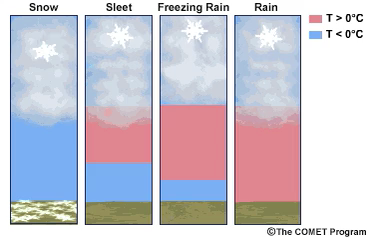 Snow
Sleet
Freezing Rain
Rain
T > 0°C
T < 0°C
©The COMET Program